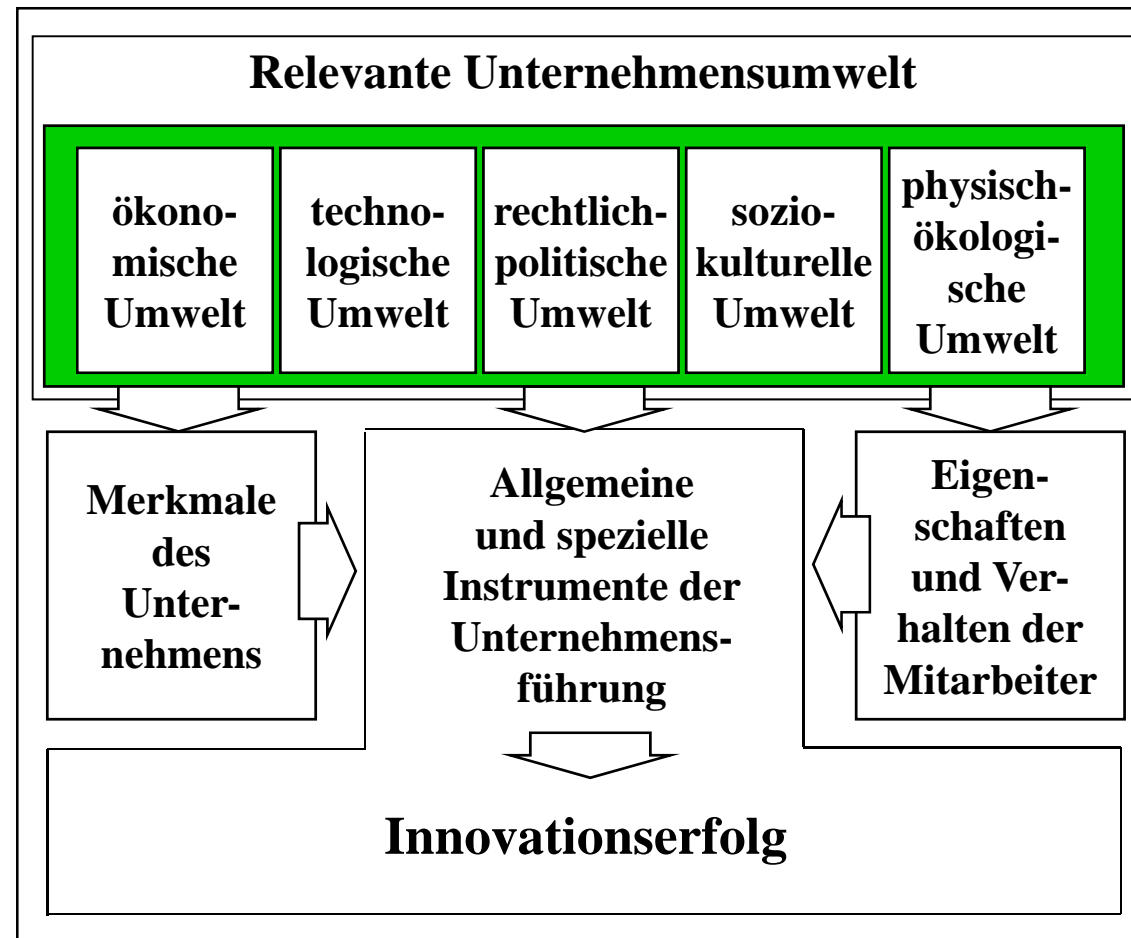 Relevante Unternehmensumwelt
ökono-
mische
Umwelt
techno-
logische
Umwelt
rechtlich-
politische
Umwelt
sozio-
kulturelle
Umwelt
physisch-
ökologi-
sche
Umwelt
Merkmale
des
Unter-
nehmens
Allgemeine
und spezielle
Instrumente der
Unternehmens-
führung
Eigen-
schaften
und Ver-
halten der
Mitarbeiter
Innovationserfolg